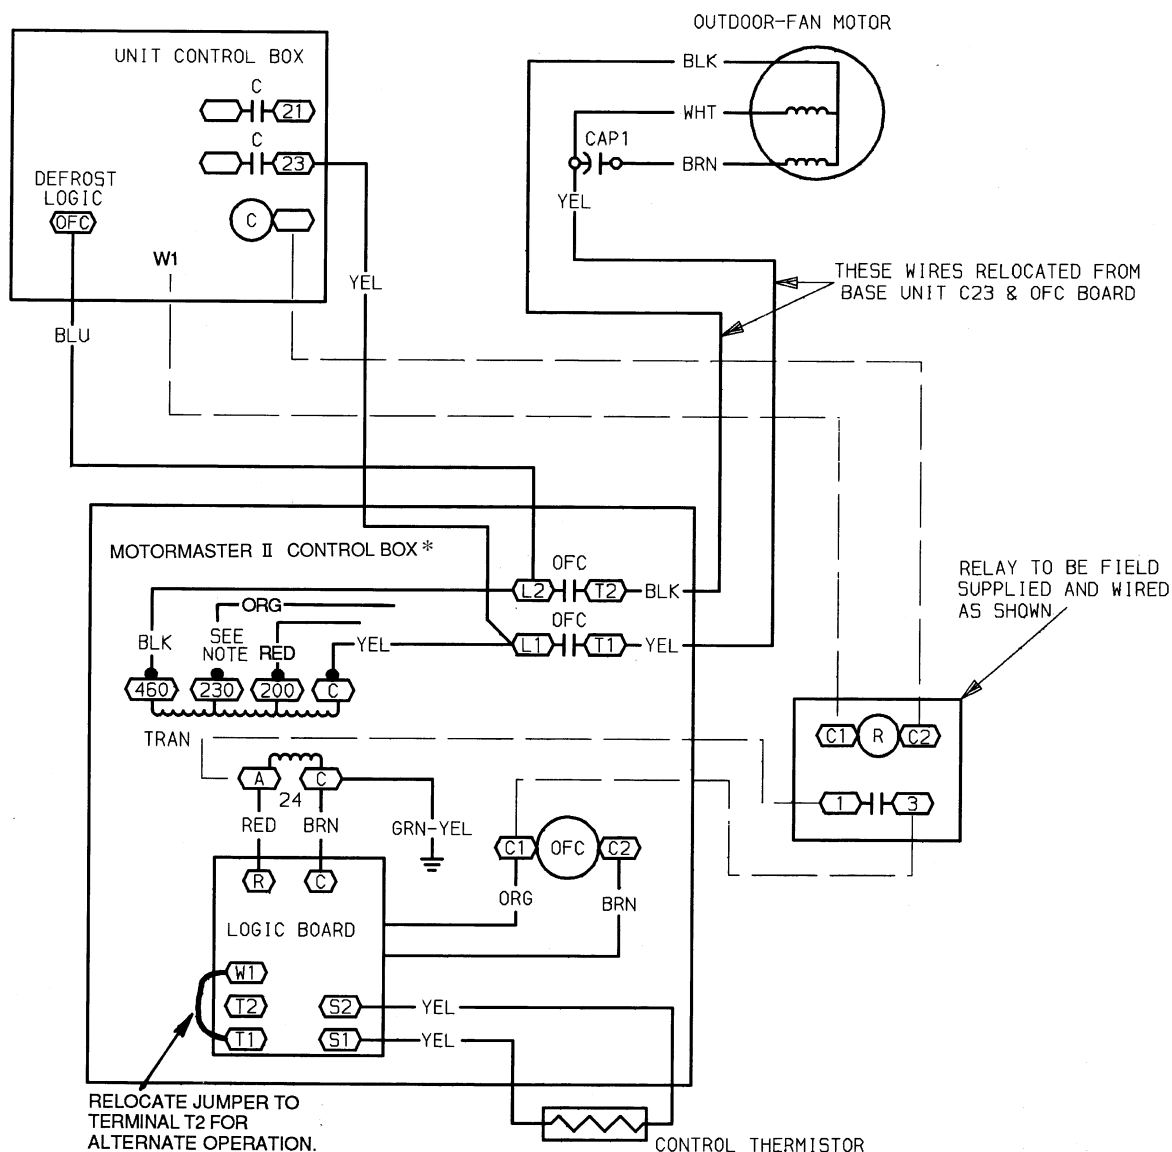 OUTDOOR-FAN MOTOR
UNIT CONTROL BOX
BLK
C
21
WHT
C
23
CAP1
BRN
DEFROST
LOGIC
OFC
C
YEL
W1
YEL
THESE WIRES RELOCATED FROM
BASE UNIT C23 & OFC BOARD
BLU
MOTORMASTER II CONTROL BOX*
OFC
L2
T2
BLK
RELAY TO BE FIELD
SUPPLIED AND WIRED
AS SHOWN
ORG
OFC
BLK
SEE
NOTE
RED
YEL
L1
T1
YEL
460
230
200
C
TRAN
C1
R
C2
A
C
24
1
3
RED
BRN
GRN-YEL
C1
OFC
C2
R
C
ORG
BRN
LOGIC BOARD
W1
T2
S2
YEL
T1
S1
YEL
RELOCATE JUMPER TO
TERMINAL T2 FOR
ALTERNATE OPERATION.
CONTROL THERMISTOR